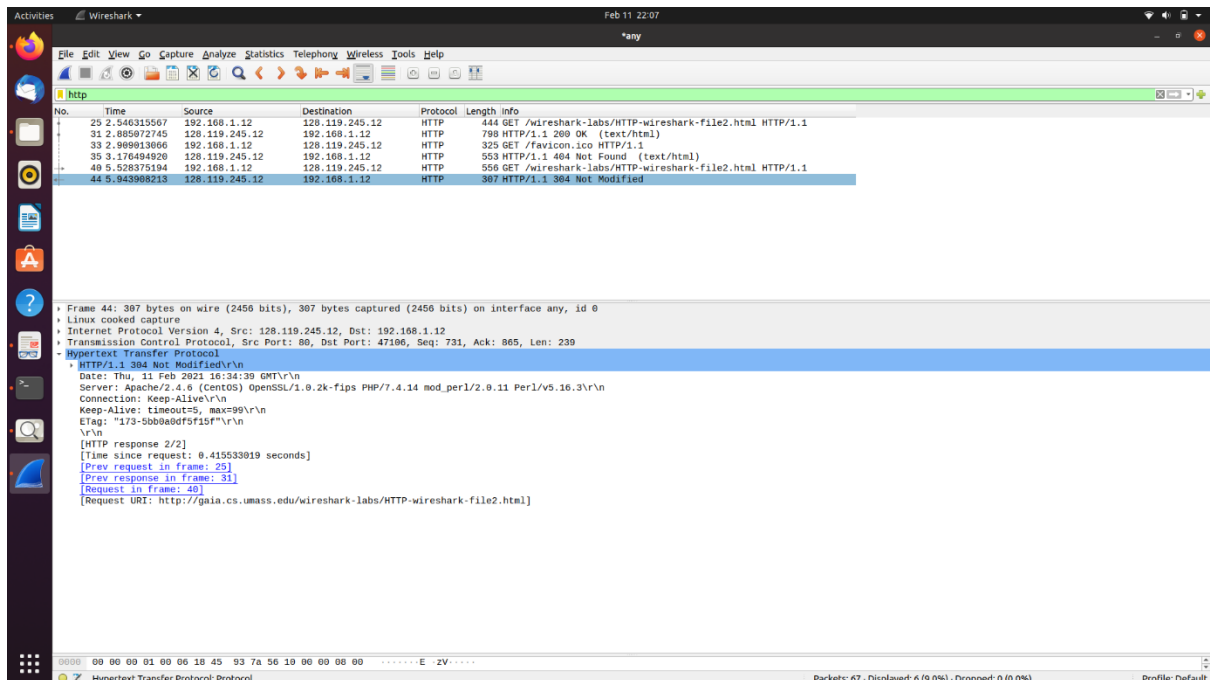 Activities Wireshark Feb 11 22:07
*any
File Edit View Go Capture Analyze Statistics Telephony Wireless Tools Help
http
No. Time Source Destination Protocol Length Info
25 2.546315567 192.168.1.12 128.119.245.12 HTTP 444 GET /wireshark-labs/HTTP-wireshark-file2.html HTTP/1.1
31 2.885072745 128.119.245.12 192.168.1.12 HTTP 798 HTTP/1.1 200 OK (text/html)
33 2.909013066 192.168.1.12 128.119.245.12 HTTP 325 GET /favicon.ico HTTP/1.1
35 3.176494920 128.119.245.12 192.168.1.12 HTTP 553 HTTP/1.1 404 Not Found (text/html)
40 5.528375194 192.168.1.12 128.119.245.12 HTTP 556 GET /wireshark-labs/HTTP-wireshark-file2.html HTTP/1.1
44 5.943908213 128.119.245.12 192.168.1.12 HTTP 307 HTTP/1.1 304 Not Modified
Frame 44: 307 bytes on wire (2456 bits), 307 bytes captured (2456 bits) on interface any, id 0
Linux cooked capture
Internet Protocol Version 4, Src: 128.119.245.12, Dst: 192.168.1.12
Transmission Control Protocol, Src Port: 80, Dst Port: 47106, Seq: 731, Ack: 865, Len: 239
Hypertext Transfer Protocol
HTTP/1.1 304 Not Modified\r\n
Date: Thu, 11 Feb 2021 16:34:39 GMT\r\n
Server: Apache/2.4.6 (CentOS) OpenSSL/1.0.2k-fips PHP/7.4.14 mod_perl/2.0.11 Perl/v5.16.3\r\n
Connection: Keep-Alive\r\n
Keep-Alive: timeout=5, max=99\r\n
ETag: "173-5bb0a0df5f15f"\r\n
\r\n
[HTTP response 2/2]
[Time since request: 0.415533019 seconds]
[Prev request in frame: 25]
[Prev response in frame: 31]
[Request in frame: 40]
[Request URI: http://gaia.cs.umass.edu/wireshark-labs/HTTP-wireshark-file2.html]
0000 00 00 00 01 00 06 18 45 93 7a 56 10 00 00 08 00 ·······E ·zV·····
Hypertext Transfer Protocol: Protocol Packets: 67 · Displayed: 6 (9.0%) · Dropped: 0 (0.0%) Profile: Default